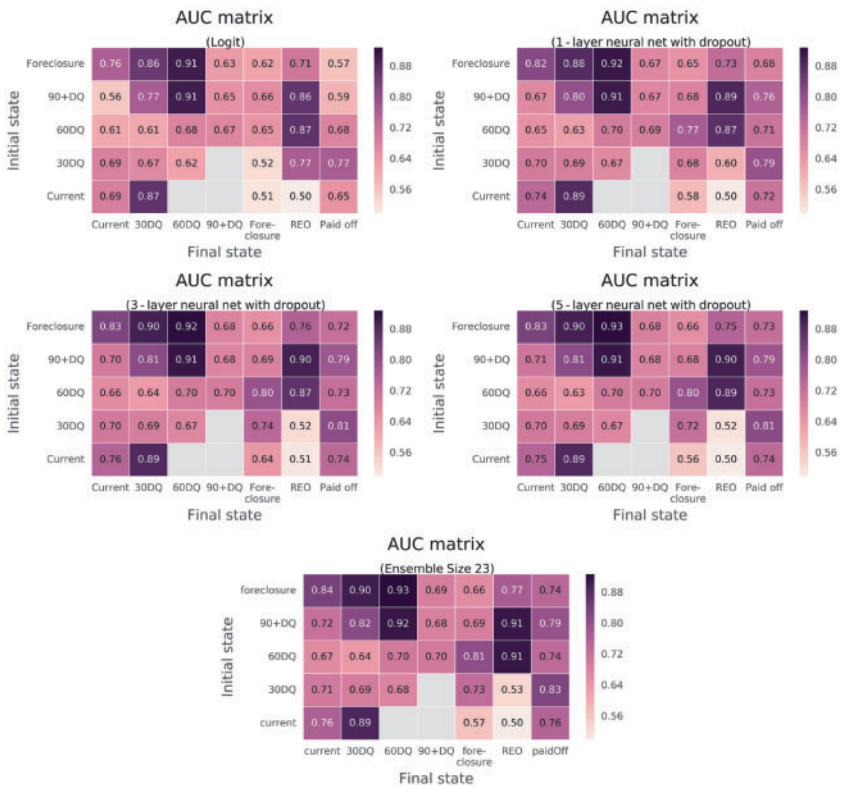 AUC matrix
(Logit)
Initial state
Foreclosure 0.76 0.86 0.91 0.63 0.62 0.71 0.57
90+DQ 0.56 0.77 0.91 0.65 0.66 0.86 0.59
60DQ 0.61 0.61 0.68 0.67 0.65 0.87 0.68
30DQ 0.69 0.67 0.62 0.52 0.77 0.77
Current 0.69 0.87 0.51 0.50 0.65
Current 30DQ 60DQ 90+DQ Fore- REO Paid off
closure
Final state
0.88
0.80
0.72
0.64
0.56
AUC matrix
(1 - layer neural net with dropout)
Initial state
Foreclosure 0.82 0.88 0.92 0.67 0.65 0.73 0.68
90+DQ 0.67 0.80 0.91 0.67 0.68 0.89 0.76
60DQ 0.65 0.63 0.70 0.69 0.77 0.87 0.71
30DQ 0.70 0.69 0.67 0.68 0.60 0.79
Current 0.74 0.89 0.58 0.50 0.72
Current 30DQ 60DQ 90+DQ Fore- REO Paid off
closure
Final state
0.88
0.80
0.72
0.64
0.56
AUC matrix
(3 - layer neural net with dropout)
Initial state
Foreclosure 0.83 0.90 0.92 0.68 0.66 0.76 0.72
90+DQ 0.70 0.81 0.91 0.68 0.69 0.90 0.79
60DQ 0.66 0.64 0.70 0.70 0.80 0.87 0.73
30DQ 0.70 0.69 0.67 0.74 0.52 0.81
Current 0.76 0.89 0.64 0.51 0.74
Current 30DQ 60DQ 90+DQ Fore- REO Paid off
closure
Final state
0.88
0.80
0.72
0.64
0.56
AUC matrix
(5 - layer neural net with dropout)
Initial state
Foreclosure 0.83 0.90 0.93 0.68 0.66 0.75 0.73
90+DQ 0.71 0.81 0.91 0.68 0.68 0.90 0.79
60DQ 0.66 0.63 0.70 0.70 0.80 0.89 0.73
30DQ 0.70 0.69 0.67 0.72 0.52 0.81
Current 0.75 0.89 0.56 0.50 0.74
Current 30DQ 60DQ 90+DQ Fore- REO Paid off
closure
Final state
0.88
0.80
0.72
0.64
0.56
AUC matrix
(Ensemble Size 23)
Initial state
foreclosure 0.84 0.90 0.93 0.69 0.66 0.77 0.74
90+DQ 0.72 0.82 0.92 0.68 0.69 0.91 0.79
60DQ 0.67 0.64 0.70 0.70 0.81 0.91 0.74
30DQ 0.71 0.69 0.68 0.73 0.53 0.83
current 0.76 0.89 0.57 0.50 0.76
current 30DQ 60DQ 90+DQ fore- REO paidOff
closure
Final state
0.88
0.80
0.72
0.64
0.56